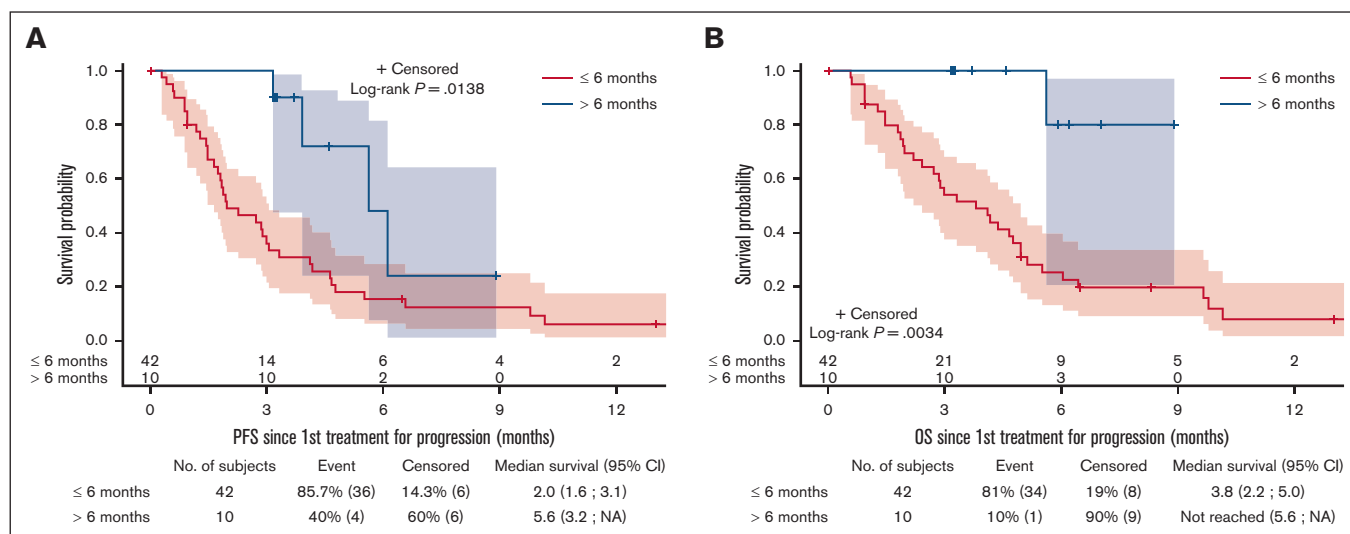 A
+ Censored
Log-rank P = .0138
≤ 6 months
> 6 months
Survival probability
1.0
0.8
0.6
0.4
0.2
0.0
≤ 6 months 42 14 6 4 2
> 6 months 10 10 2 0
0 3 6 9 12
PFS since 1st treatment for progression (months)
No. of subjects Event Censored Median survival (95% CI)
≤ 6 months 42 85.7% (36) 14.3% (6) 2.0 (1.6 ; 3.1)
> 6 months 10 40% (4) 60% (6) 5.6 (3.2 ; NA)
B
≤ 6 months
> 6 months
Survival probability
1.0
0.8
0.6
0.4
0.2
0.0
+ Censored
Log-rank P = .0034
≤ 6 months 42 21 9 5 2
> 6 months 10 10 3 0
0 3 6 9 12
OS since 1st treatment for progression (months)
No. of subjects Event Censored Median survival (95% CI)
≤ 6 months 42 81% (34) 19% (8) 3.8 (2.2 ; 5.0)
> 6 months 10 10% (1) 90% (9) Not reached (5.6 ; NA)